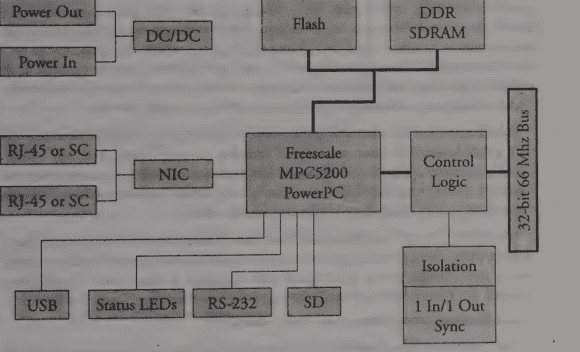 Power Out
DC/DC
Power In
Flash
DDR
SDRAM
RJ-45 or SC
NIC
RJ-45 or SC
Freescale
MPC5200
PowerPC
Control
Logic
32-bit 66 Mhz Bus
USB
Status LEDs
RS-232
SD
Isolation
1 In/1 Out
Sync